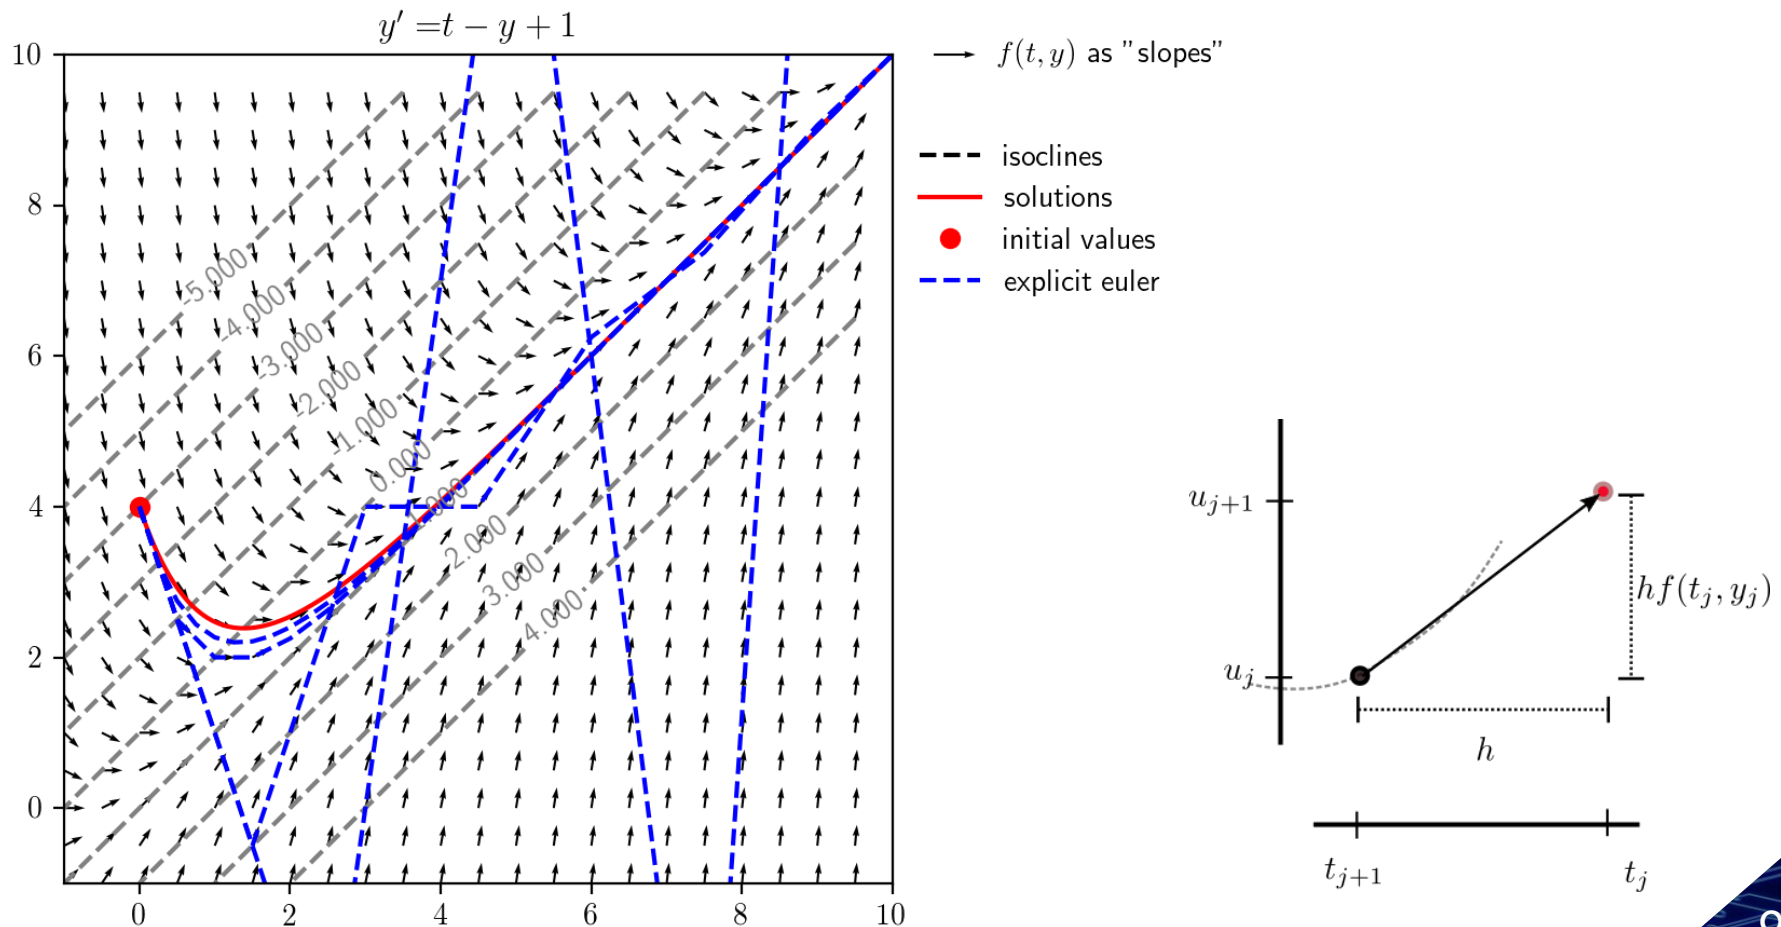 y′ =t − y + 1
10
8
6
4
2
0
0 2 4 6 8 10
-5.000
-4.000
-3.000
-2.000
-1.000
0.000
1.000
2.000
3.000
4.000
f(t, y) as "slopes"
isoclines
solutions
initial values
explicit euler
u_{j+1}
u_j
hf(t_j, y_j)
h
t_{j+1} t_j